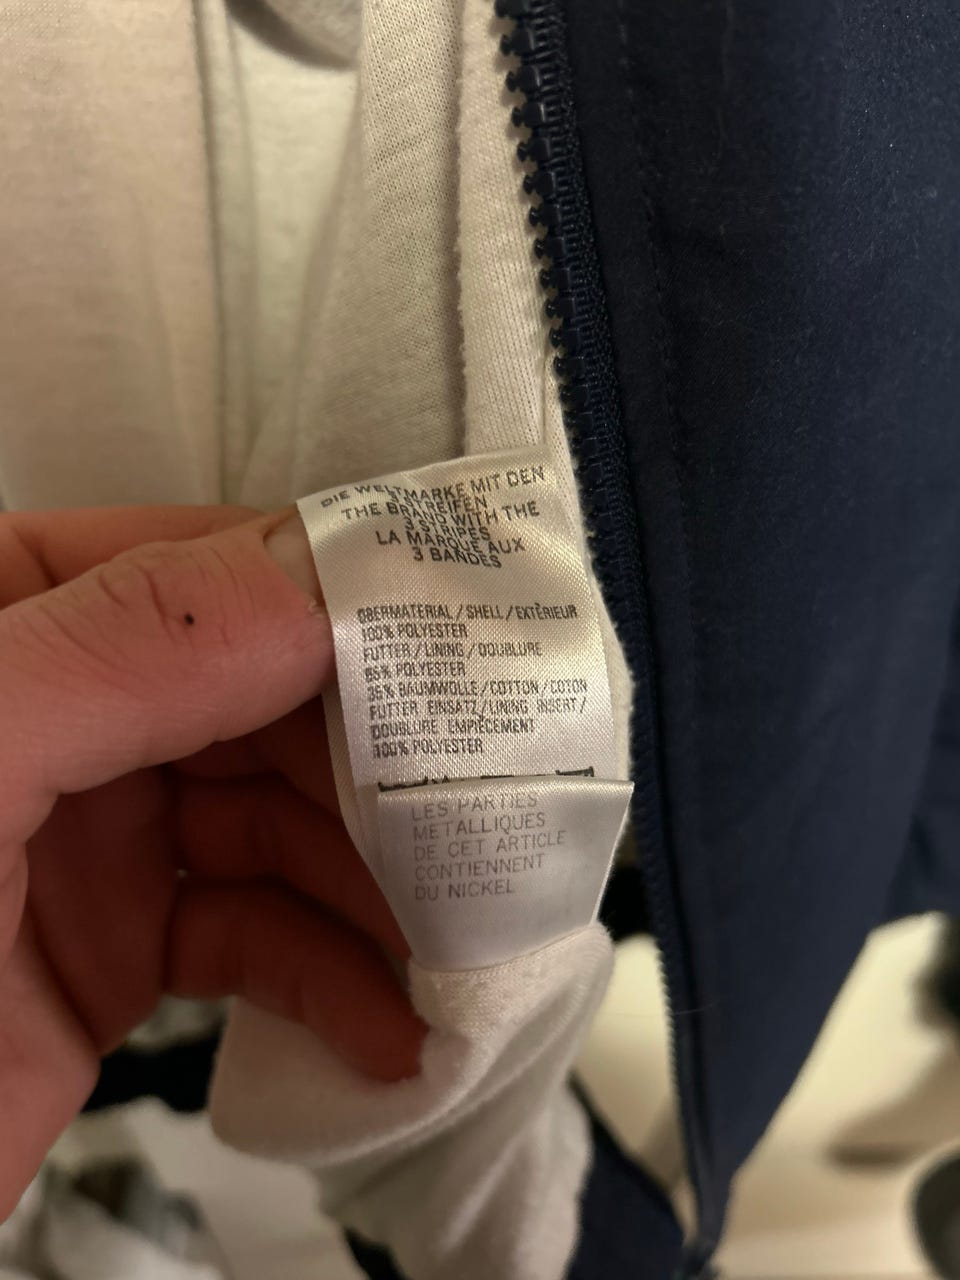 DIE WELTMARKE MIT DEN
3 STREIFEN
THE BRAND WITH THE
3 STRIPES
LA MARQUE AUX
3 BANDES
OBERMATERIAL / SHELL / EXTÉRIEUR
100% POLYESTER
FUTTER / LINING / DOUBLURE
65% POLYESTER
35% BAUMWOLLE / COTTON / COTON
FUTTER EINSATZ / LINING INSERT /
DOUBLURE EMPIÈCEMENT
100% POLYESTER
LES PARTIES
METALLIQUES
DE CET ARTICLE
CONTIENNENT
DU NICKEL